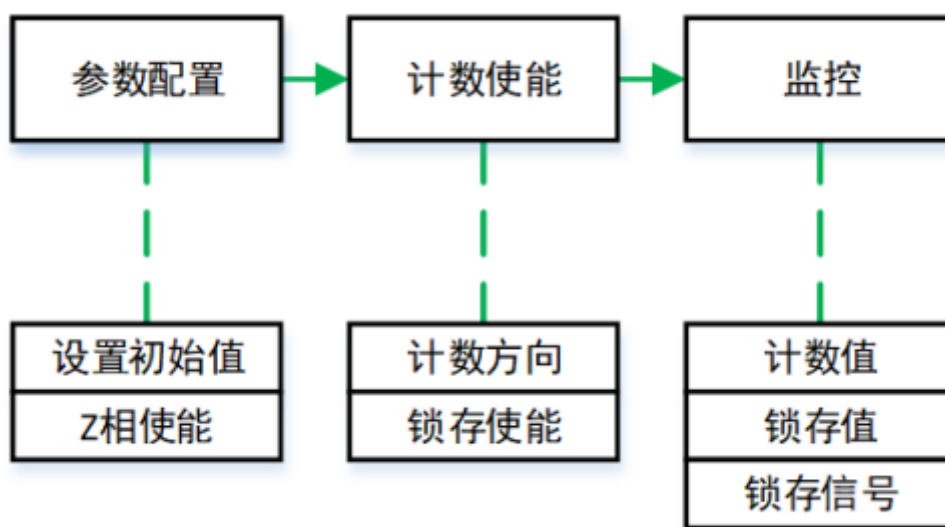 参数配置
计数使能
监控
设置初始值
Z相使能
计数方向
锁存使能
计数值
锁存值
锁存信号